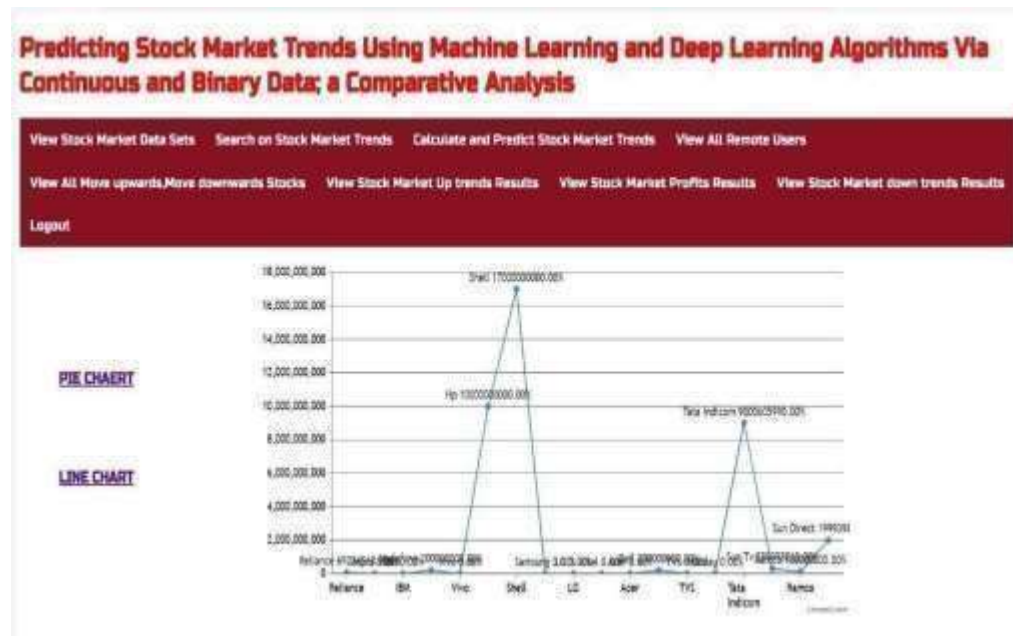 Predicting Stock Market Trends Using Machine Learning and Deep Learning Algorithms Via
Continuous and Binary Data; a Comparative Analysis
View Stock Market Data Sets Search on Stock Market Trends Calculate and Predict Stock Market Trends View All Remote Users
View All Move upwards,Move downwards Stocks View Stock Market Up trends Results View Stock Market Profits Results View Stock Market down trends Results
Logout
18,000,000,000
Shell 17000000000.00%
16,000,000,000
14,000,000,000
PIE CHAERT
12,000,000,000
Hp 10000000000.00%
10,000,000,000
Tata Indicom
8,000,000,000
LINE CHART
6,000,000,000
4,000,000,000
Sun Direct
2,000,000,000
Reliance Samsung
0
Reliance IBM Vivo Shell LG Acer TVS Tata Ramco
Indicom